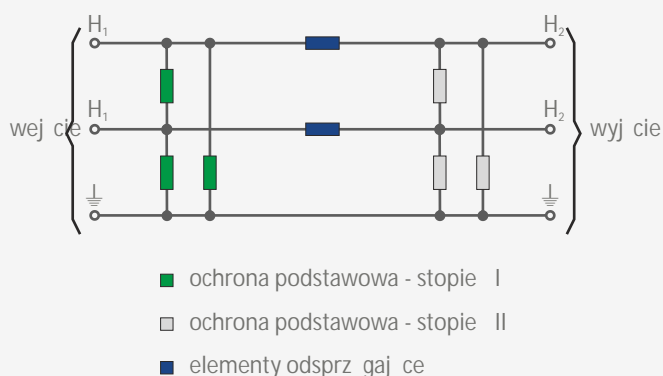 H₁ H₂
wej cie H₁ H₂ wyj cie
ochrona podstawowa - stopie I
ochrona podstawowa - stopie II
elementy odsprz gaj ce